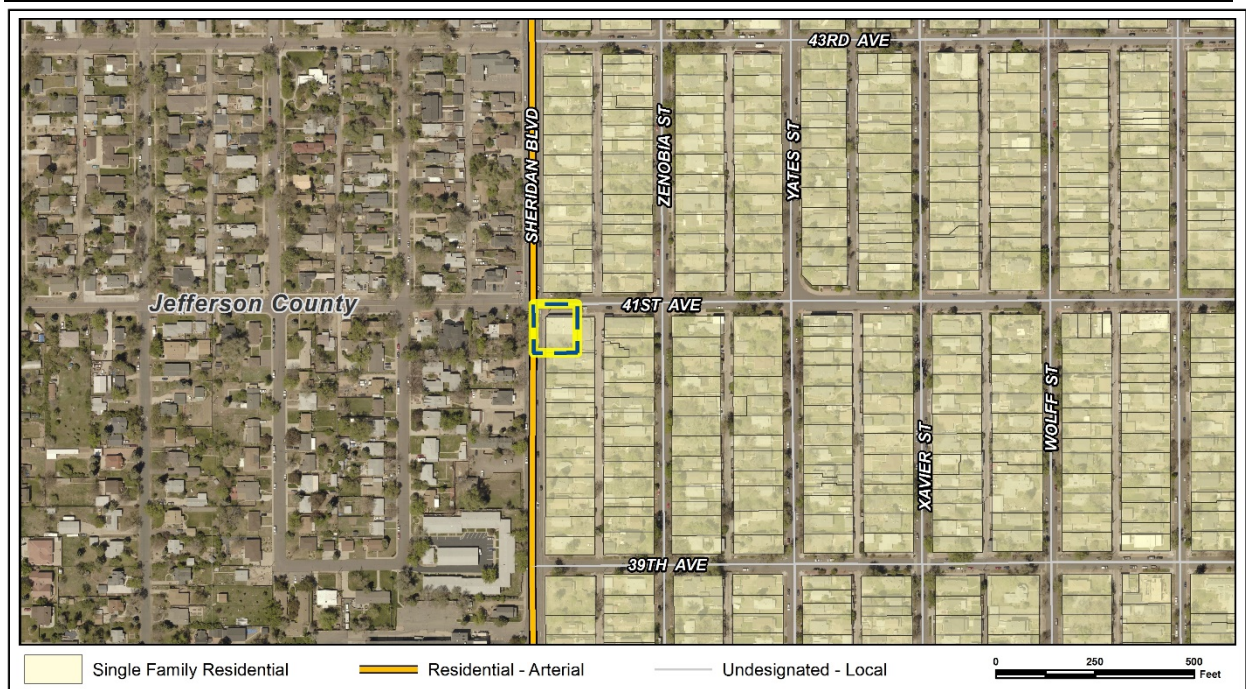 43RD AVE
SHERIDAN BLVD
ZENOBIA ST
YATES ST
Jefferson County
41ST AVE
XAVIER ST
WOLFF ST
39TH AVE
Single Family Residential
Residential - Arterial
Undesignated - Local
0 250 500
Feet